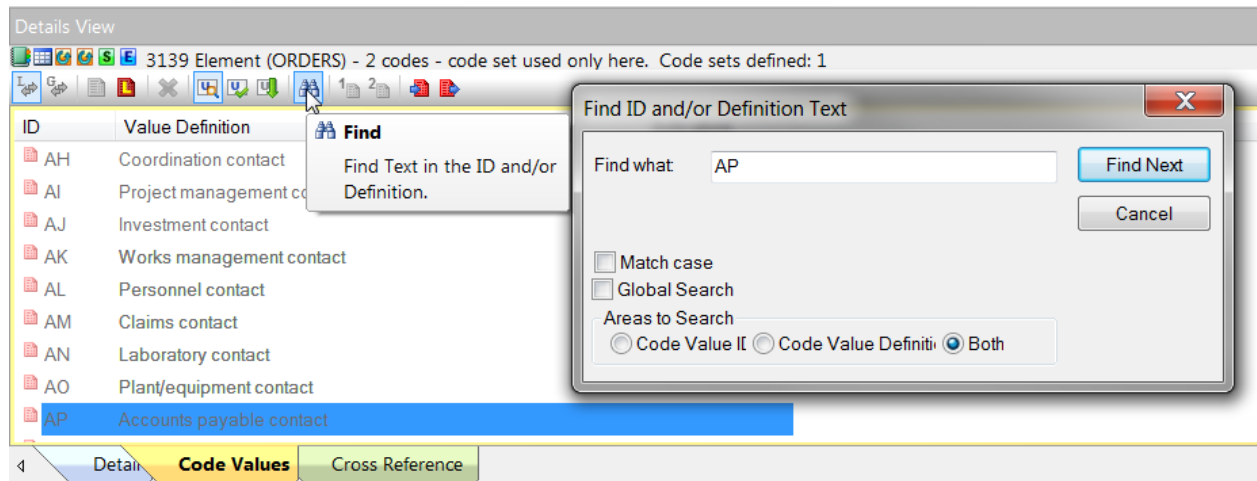 Details View
S E 3139 Element (ORDERS) - 2 codes - code set used only here. Code sets defined: 1
ID Value Definition
AH Coordination contact
AI Project management co
AJ Investment contact
AK Works management contact
AL Personnel contact
AM Claims contact
AN Laboratory contact
AO Plant/equipment contact
AP Accounts payable contact
Find
Find Text in the ID and/or
Definition.
Find ID and/or Definition Text
X
Find what: AP
Find Next
Cancel
Match case
Global Search
Areas to Search
Code Value ID Code Value Definiti Both
Detail Code Values Cross Reference